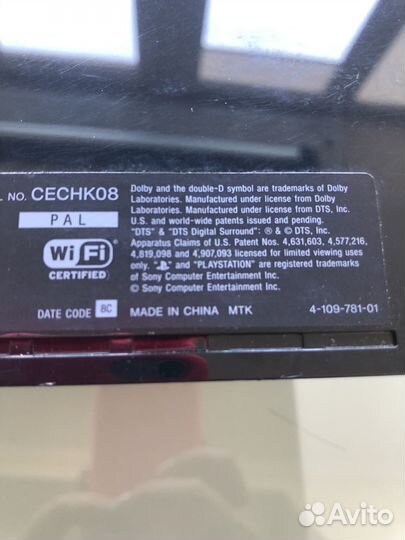 L NO. CECHK08
PAL
Wi Fi
CERTIFIED
DATE CODE 8C
Dolby and the double-D symbol are trademarks of Dolby
Laboratories. Manufactured under license from Dolby
Laboratories. Manufactured under license from DTS, Inc.
U.S. and world-wide patents issued and pending.
"DTS" & "DTS Digital Surround": ® & © DTS, Inc.
Apparatus Claims of U.S. Patent Nos. 4,631,603, 4,577,216,
4,819,098 and 4,907,093 licensed for limited viewing uses
only. " " and "PLAYSTATION" are registered trademarks
of Sony Computer Entertainment Inc.
© Sony Computer Entertainment Inc.
MADE IN CHINA MTK
4-109-781-01
Avito